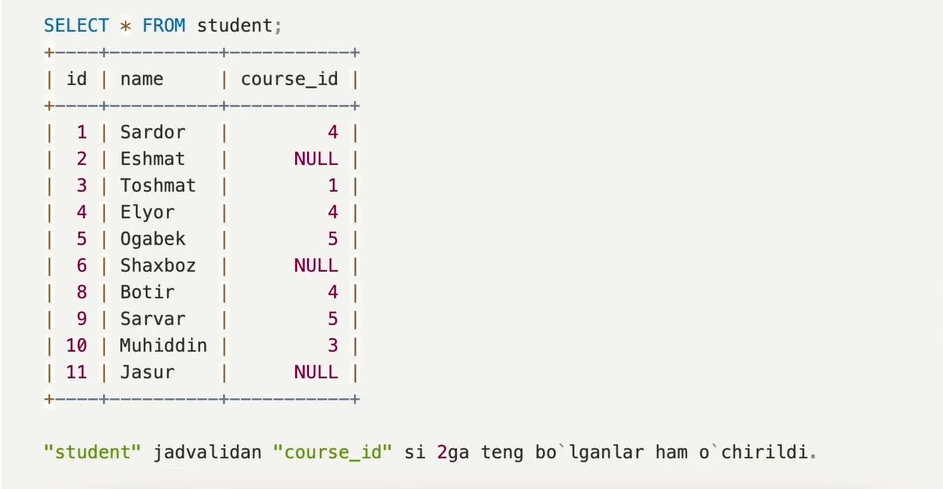 SELECT * FROM student;
+----+----------+-----------+
| id | name     | course_id |
+----+----------+-----------+
|  1 | Sardor   |         4 |
|  2 | Eshmat   |      NULL |
|  3 | Toshmat  |         1 |
|  4 | Elyor    |         4 |
|  5 | Ogabek   |         5 |
|  6 | Shaxboz  |      NULL |
|  8 | Botir    |         4 |
|  9 | Sarvar   |         5 |
| 10 | Muhiddin |         3 |
| 11 | Jasur    |      NULL |
+----+----------+-----------+
"student" jadvalidan "course_id" si 2ga teng bo`lganlar ham o`chirildi.